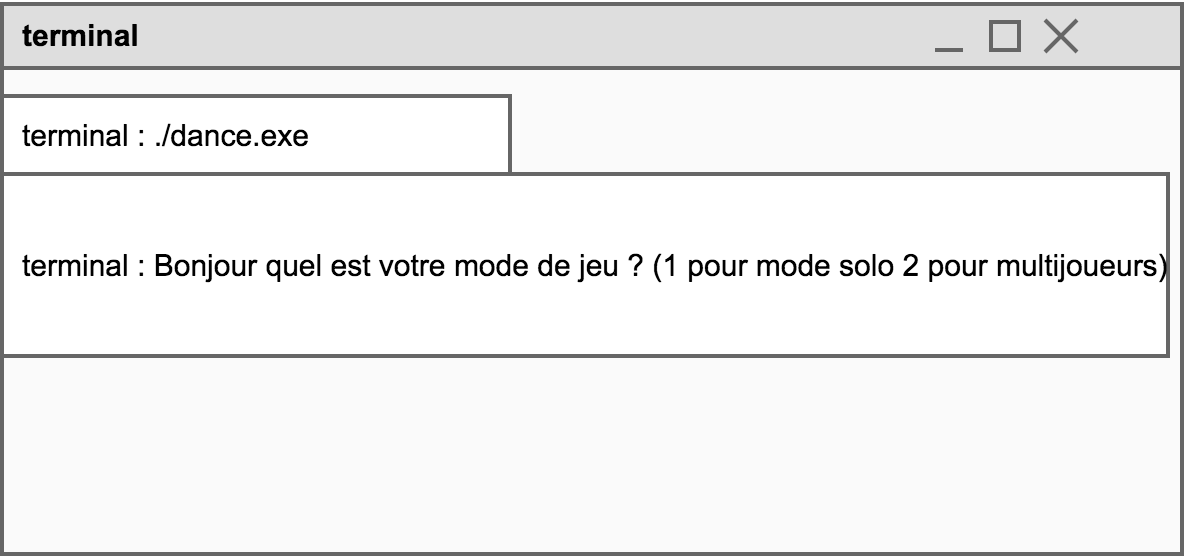 terminal
terminal : ./dance.exe
terminal : Bonjour quel est votre mode de jeu ? (1 pour mode solo 2 pour multijoueurs)